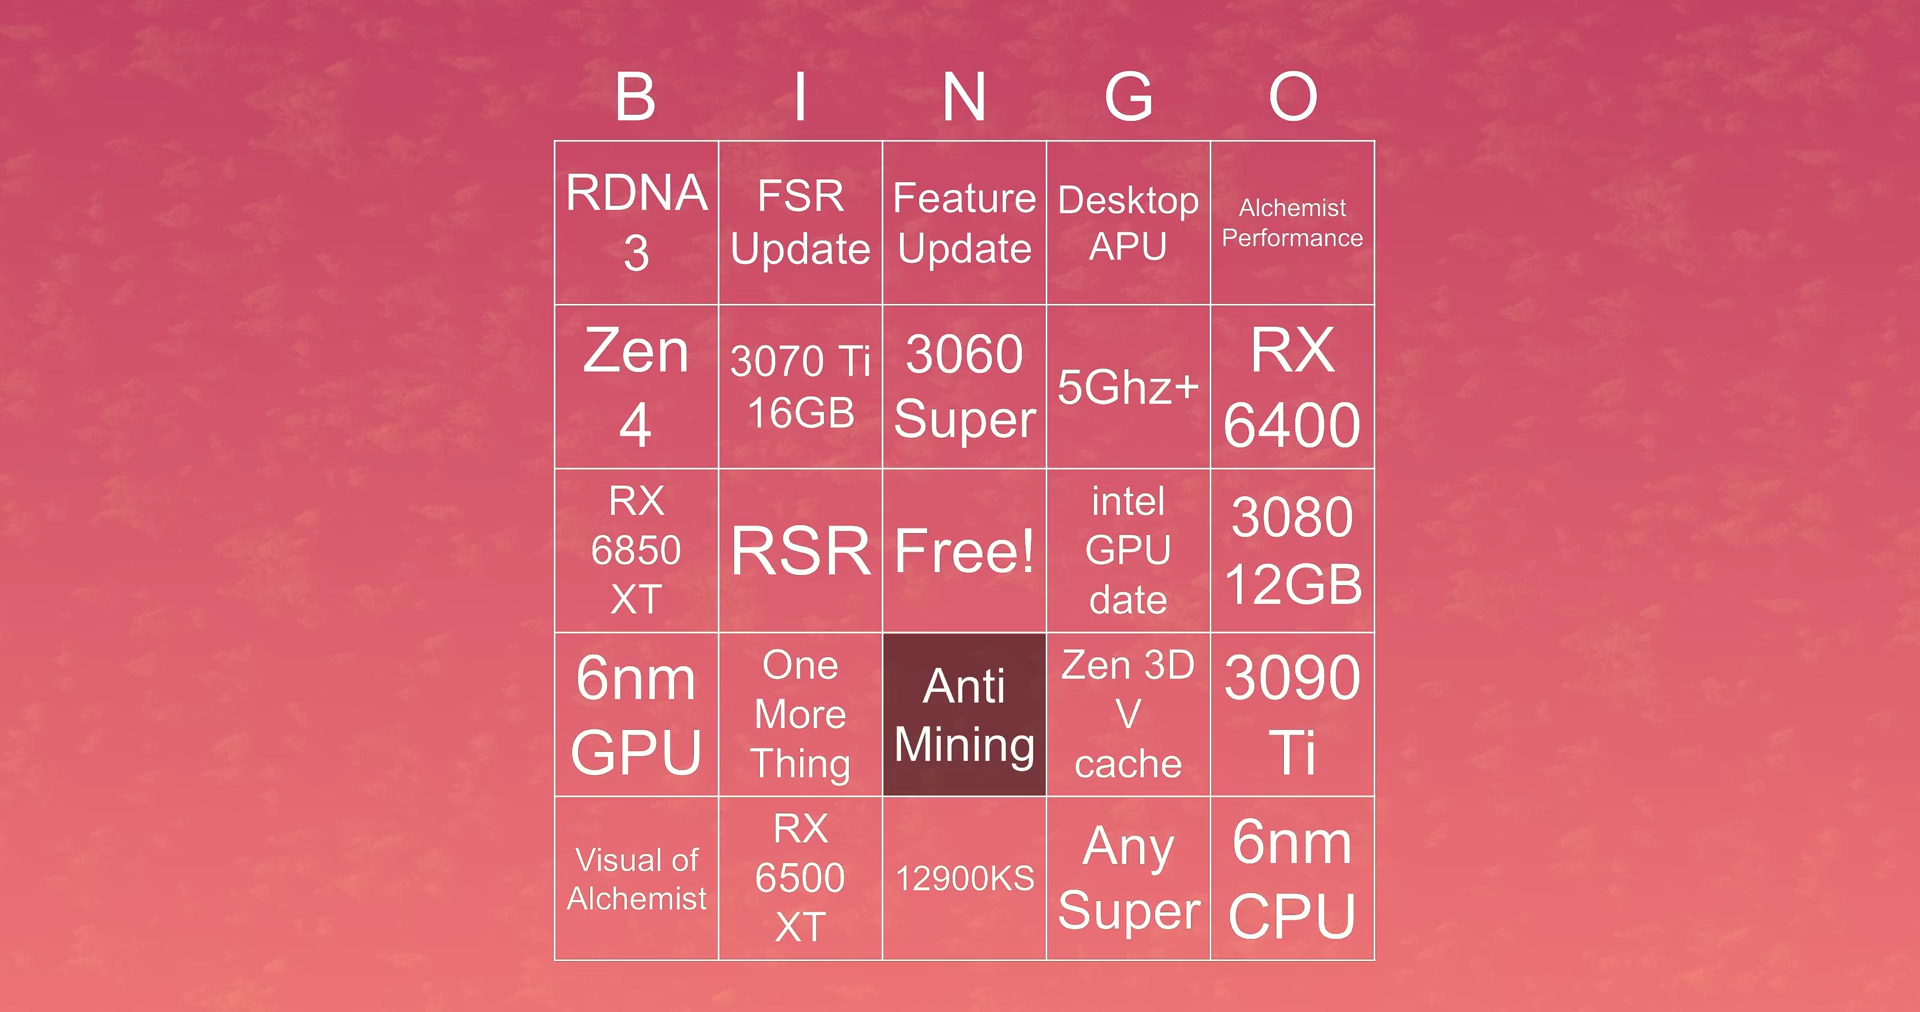 B I N G O
RDNA
3
FSR
Update
Feature
Update
Desktop
APU
Alchemist
Performance
Zen
4
3070 Ti
16GB
3060
Super
5Ghz+
RX
6400
RX
6850
XT
RSR
Free!
intel
GPU
date
3080
12GB
6nm
GPU
One
More
Thing
Anti
Mining
Zen 3D
V
cache
3090
Ti
Visual of
Alchemist
RX
6500
XT
12900KS
Any
Super
6nm
CPU